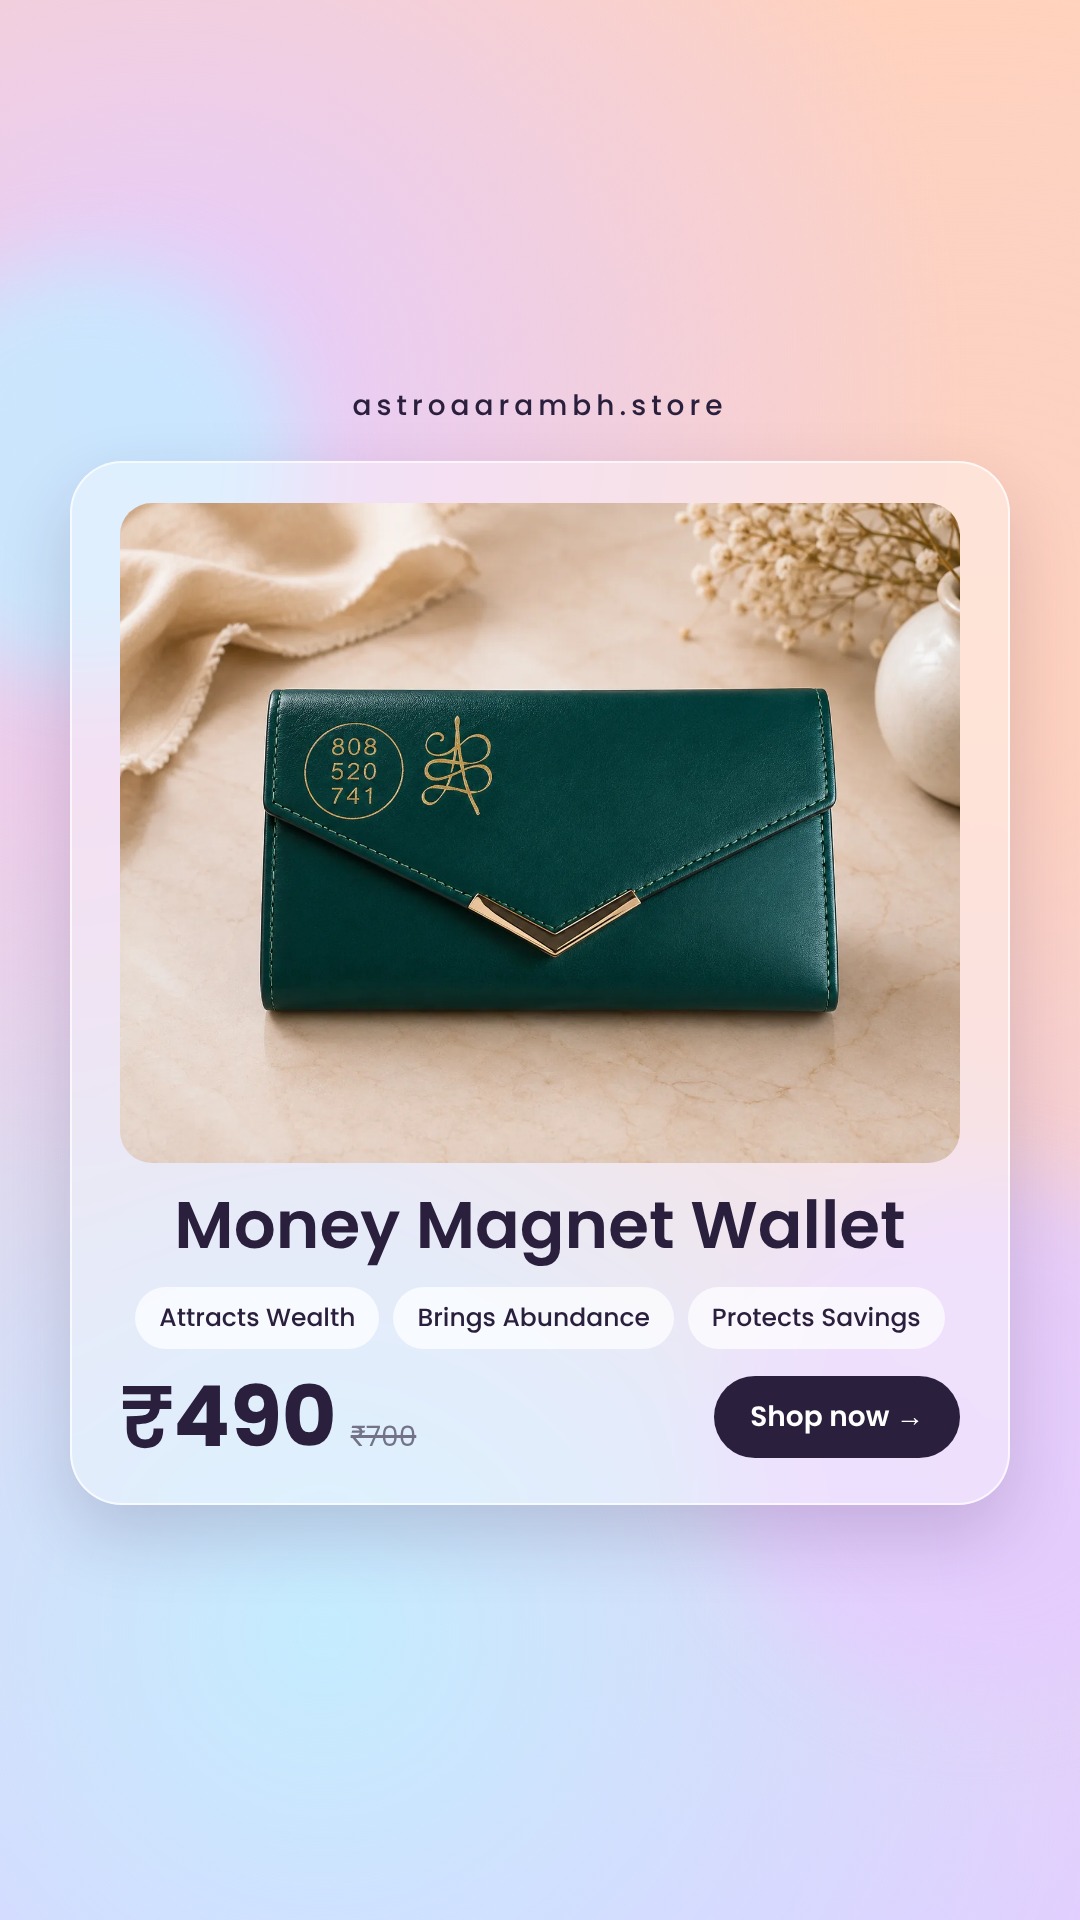 astroaarambh.store
808
520
741
Money Magnet Wallet
Attracts Wealth
Brings Abundance
Protects Savings
₹490 ₹700
Shop now →